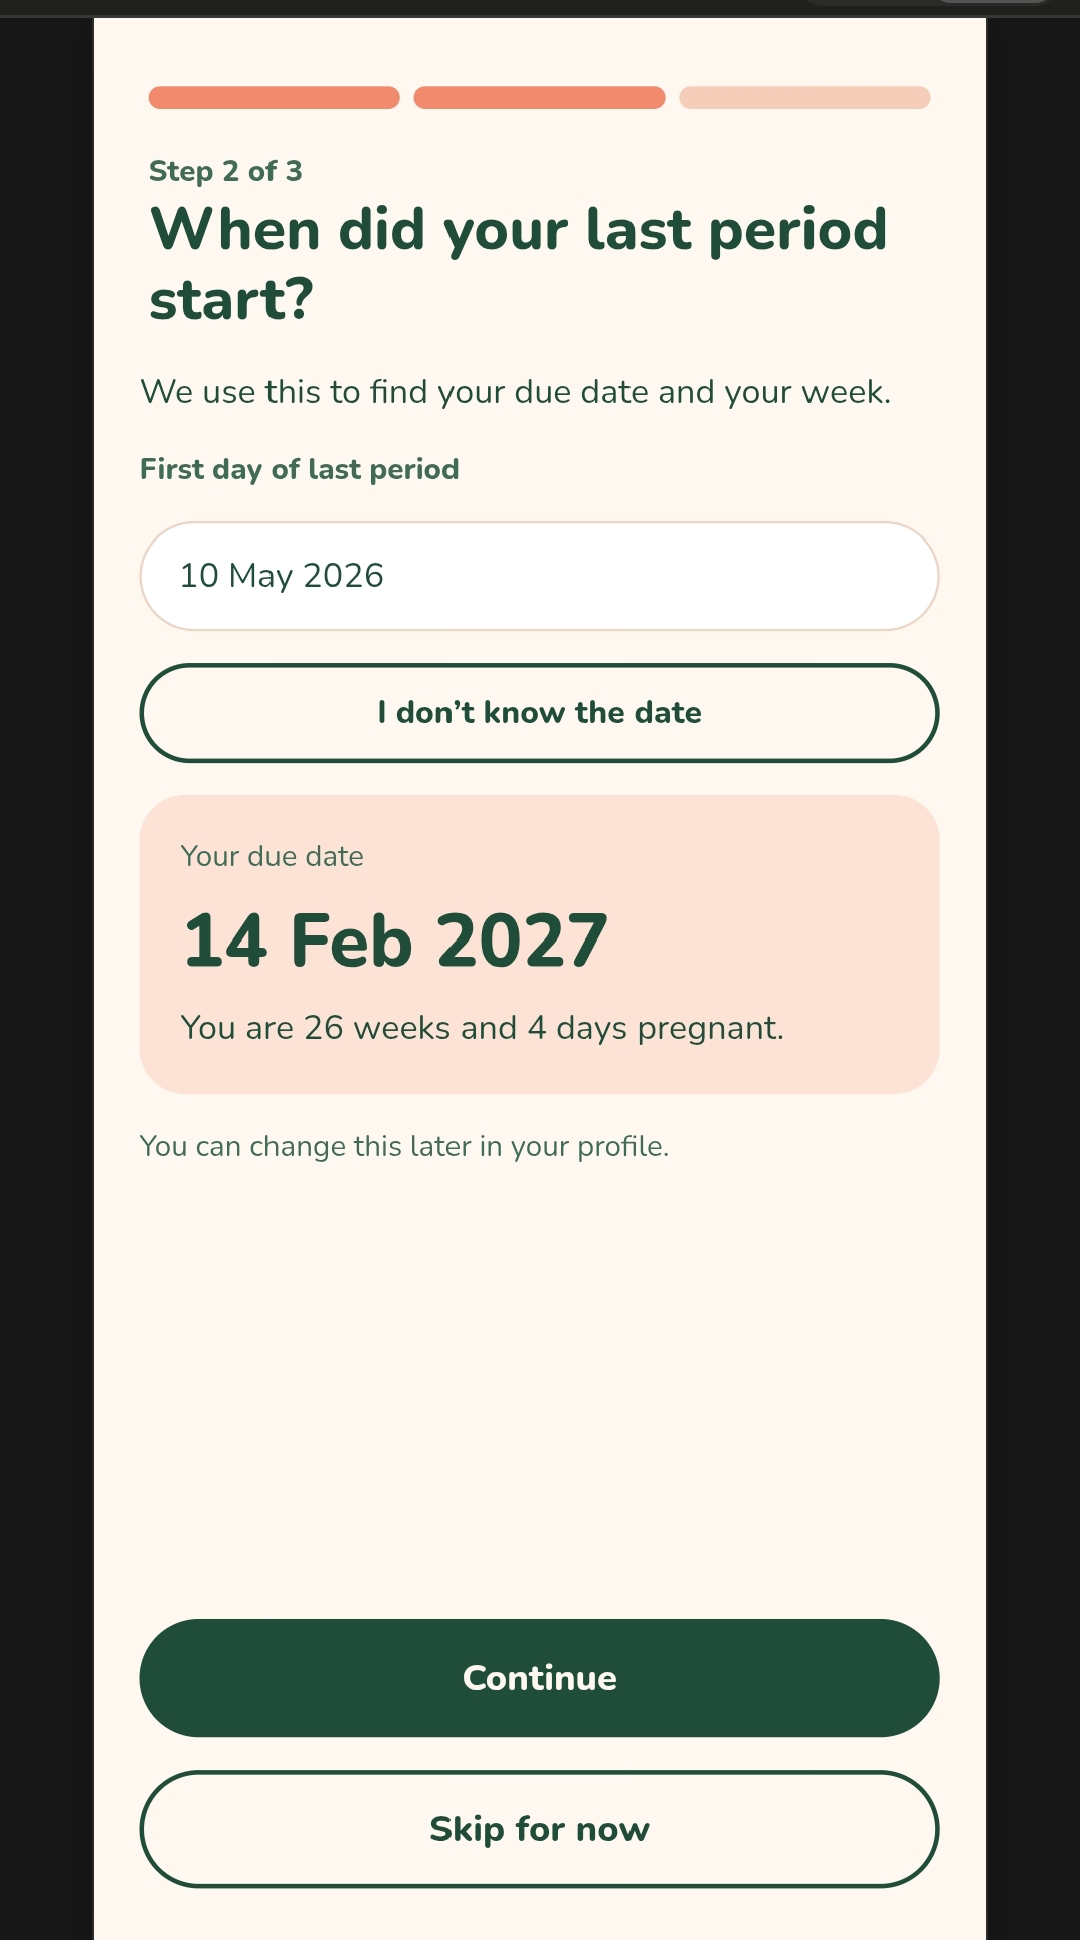 Step 2 of 3
When did your last period
start?
We use this to find your due date and your week.
First day of last period
10 May 2026
I don’t know the date
Your due date
14 Feb 2027
You are 26 weeks and 4 days pregnant.
You can change this later in your profile.
Continue
Skip for now